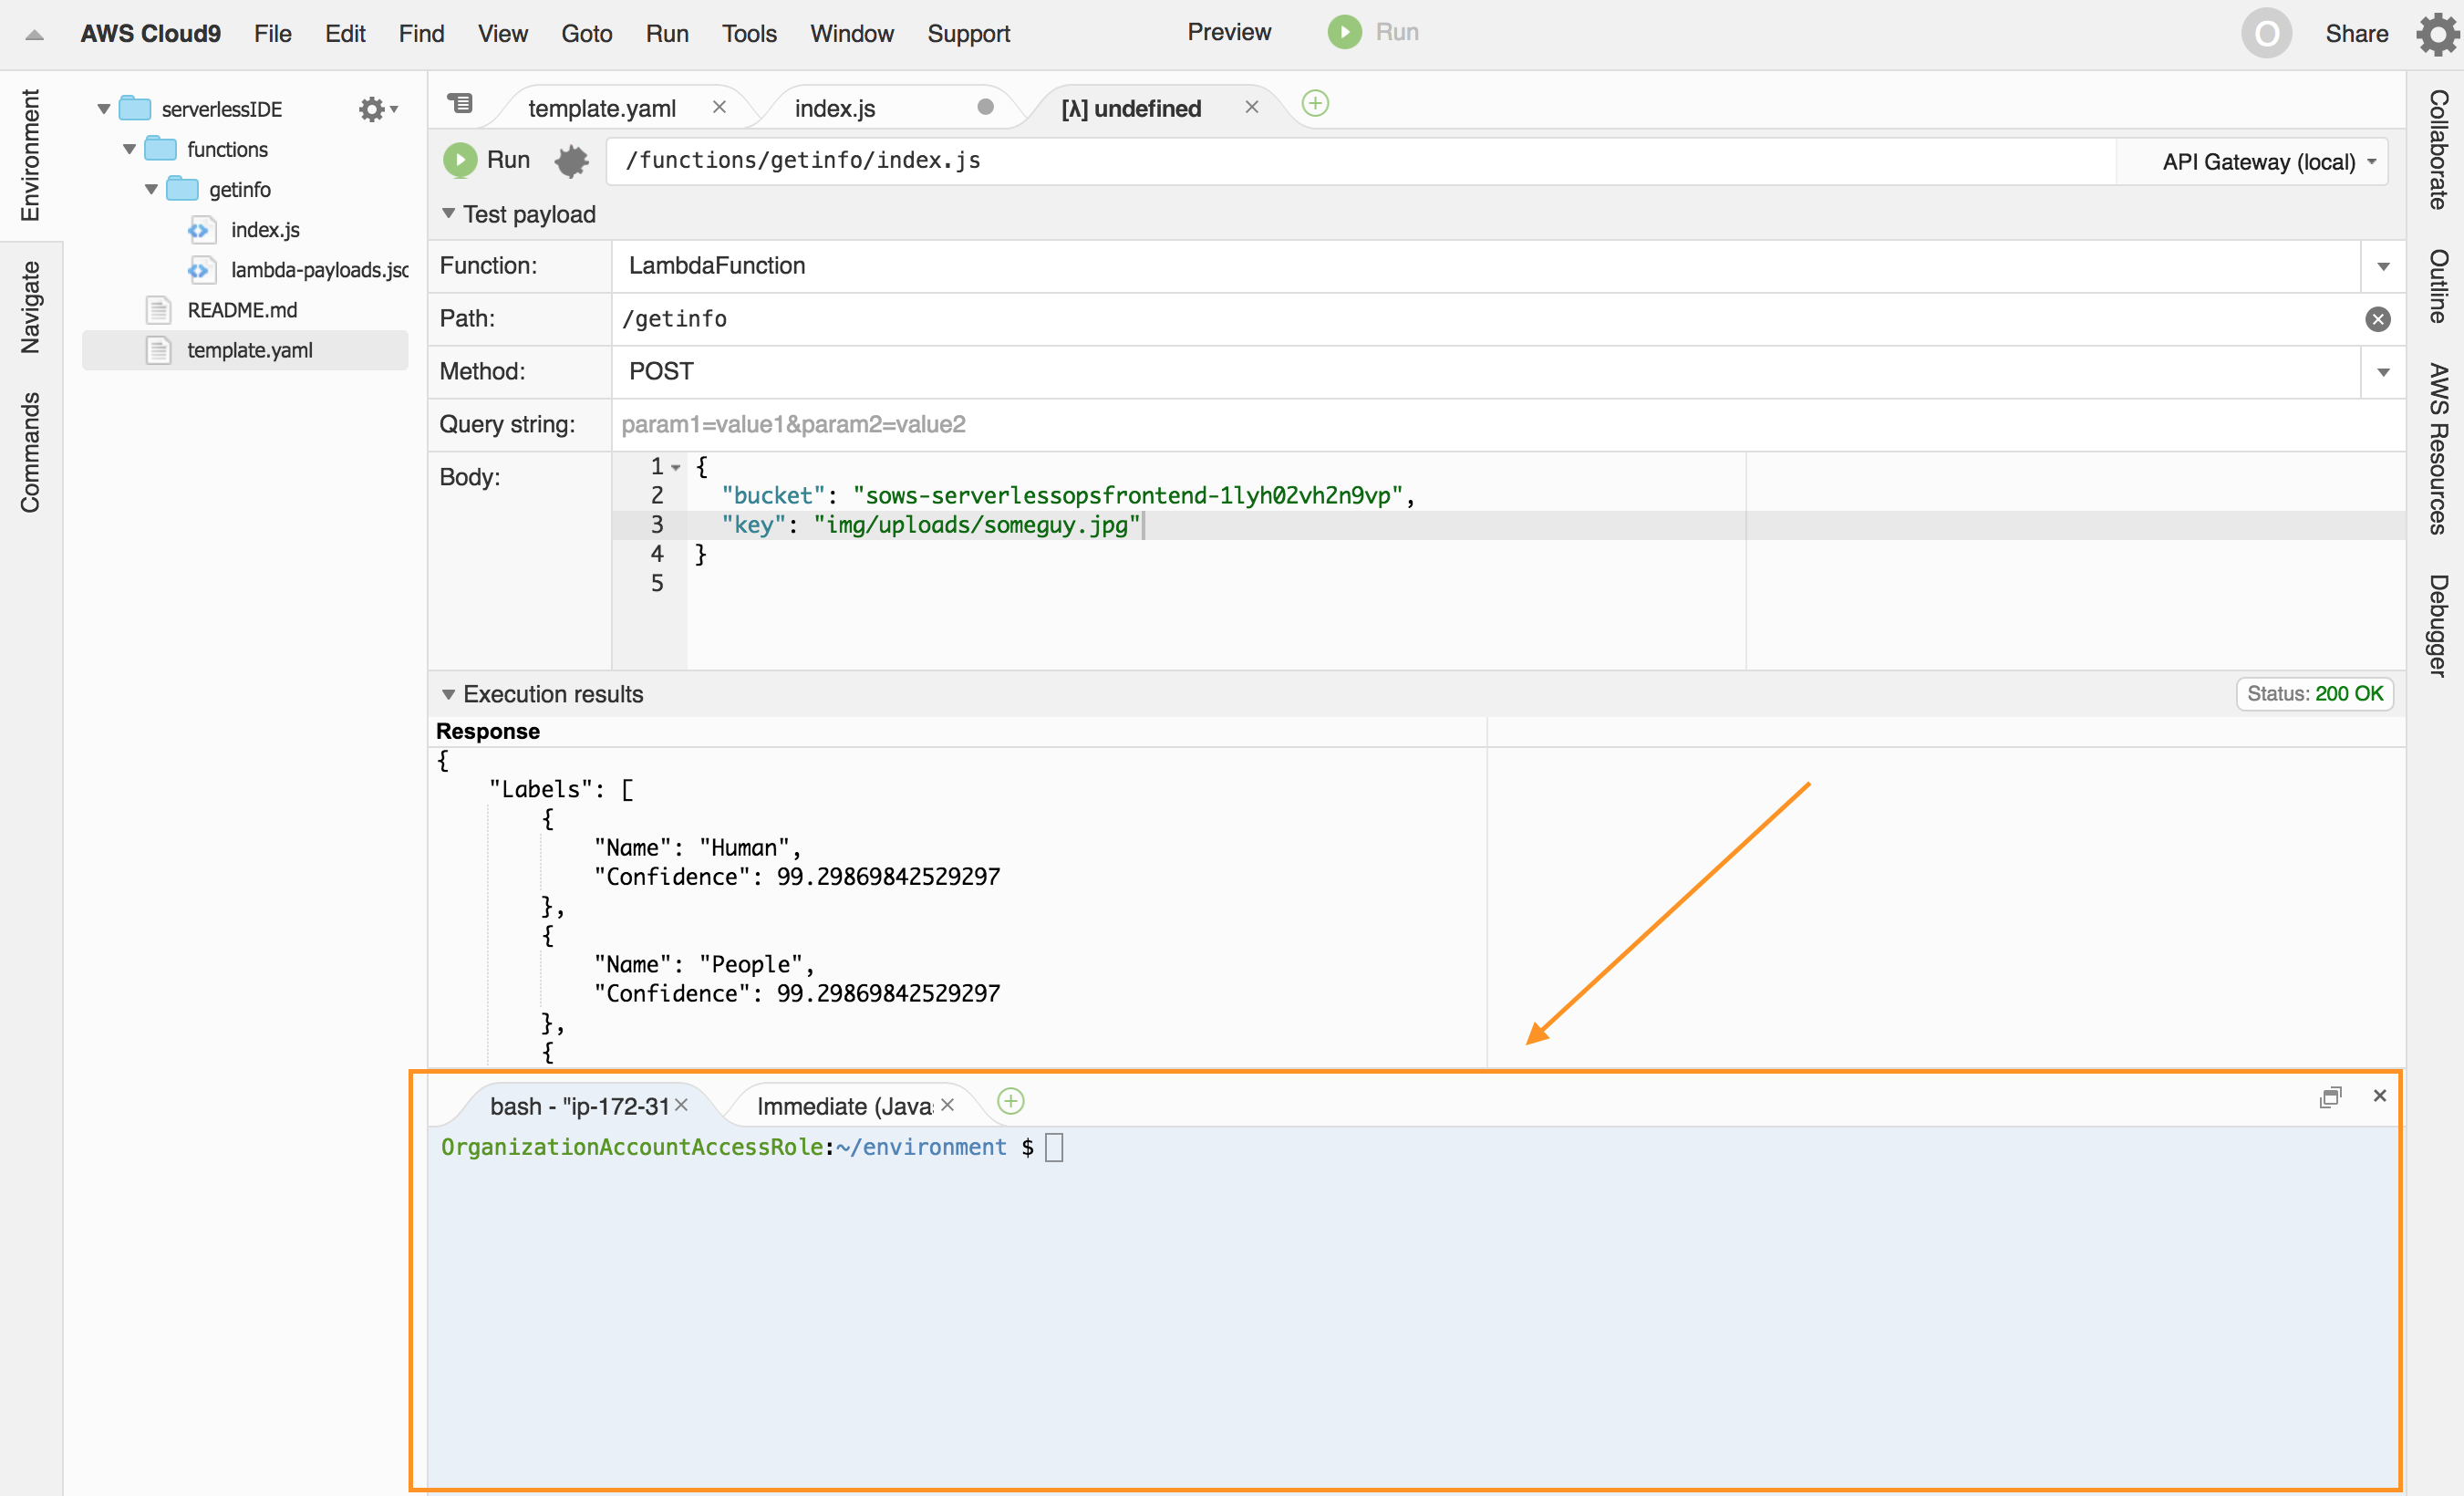 AWS Cloud9 File Edit Find View Goto Run Tools Window Support Preview Run O Share
Environment
Navigate
Commands
serverlessIDE
functions
getinfo
index.js
lambda-payloads.jsc
README.md
template.yaml
template.yaml index.js [λ] undefined
Run /functions/getinfo/index.js API Gateway (local)
Test payload
Function: LambdaFunction
Path: /getinfo
Method: POST
Query string: param1=value1&param2=value2
Body:
1 {
2 "bucket": "sows-serverlessopsfrontend-1lyh02vh2n9vp",
3 "key": "img/uploads/someguy.jpg"
4 }
5
Execution results Status: 200 OK
Response
{
"Labels": [
{
"Name": "Human",
"Confidence": 99.29869842529297
},
{
"Name": "People",
"Confidence": 99.29869842529297
},
{
bash - "ip-172-31 Immediate (Java
OrganizationAccountAccessRole:~/environment $
Collaborate
Outline
AWS Resources
Debugger